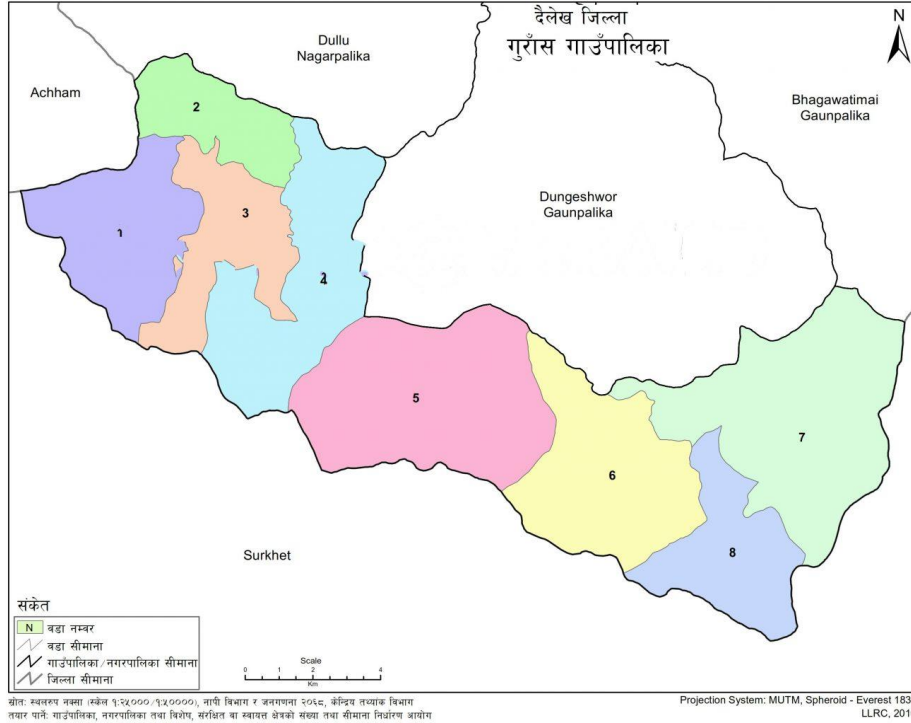 दैलेख जिल्ला
गुराँस गाउँपालिका
N
Dullu
Nagarpalika
Achham
Bhagawatimai
Gaunpalika
Dungeshwor
Gaunpalika
2
3
१
4
5
7
6
8
Surkhet
संकेत
N वडा नम्वर
वडा सीमाना
गाउँपालिका/नगरपालिका सीमाना
जिल्ला सीमाना
Scale
0 1 2 4
Km
स्रोतः स्थलरुप नक्सा (स्केल १:२५०००/१:५००००), नापी विभाग र जनगणना २०६८, केन्द्रिय तथ्यांक विभाग
तयार पार्नेः गाउँपालिका, नगरपालिका तथा विशेष, संरक्षित वा स्वायत्त क्षेत्रको संख्या तथा सीमाना निर्धारण आयोग
Projection System: MUTM, Spheroid - Everest 183
LLRC, 201